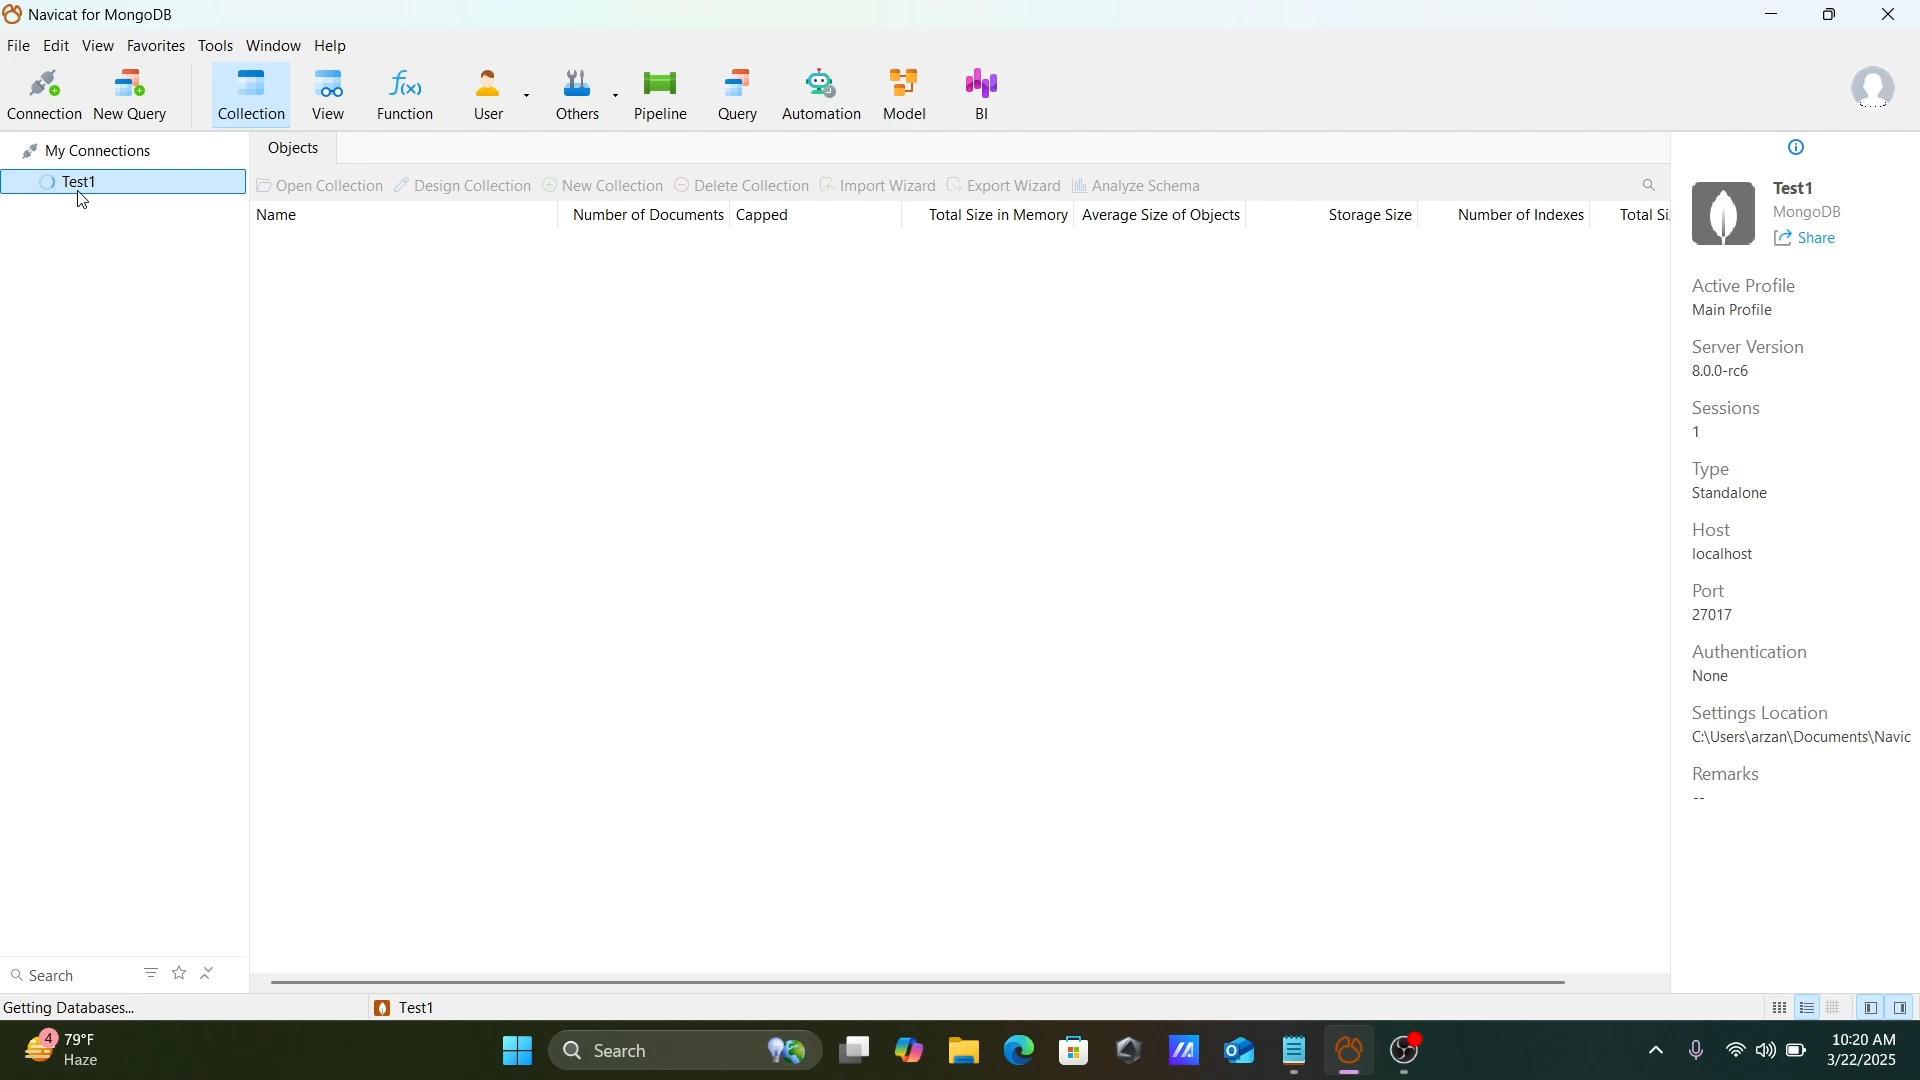 Navicat for MongoDB
File Edit View Favorites Tools Window Help
Connection New Query Collection View Function User Others Pipeline Query Automation Model BI
My Connections
Test1
Objects
Open Collection Design Collection New Collection Delete Collection Import Wizard Export Wizard Analyze Schema
Name Number of Documents Capped Total Size in Memory Average Size of Objects Storage Size Number of Indexes Total Si
Test1
MongoDB
Share
Active Profile
Main Profile
Server Version
8.0.0-rc6
Sessions
1
Type
Standalone
Host
localhost
Port
27017
Authentication
None
Settings Location
C:\Users\arzan\Documents\Navic
Remarks
--
Search
Getting Databases... Test1
4
79°F
Haze
Search
10:20 AM
3/22/2025